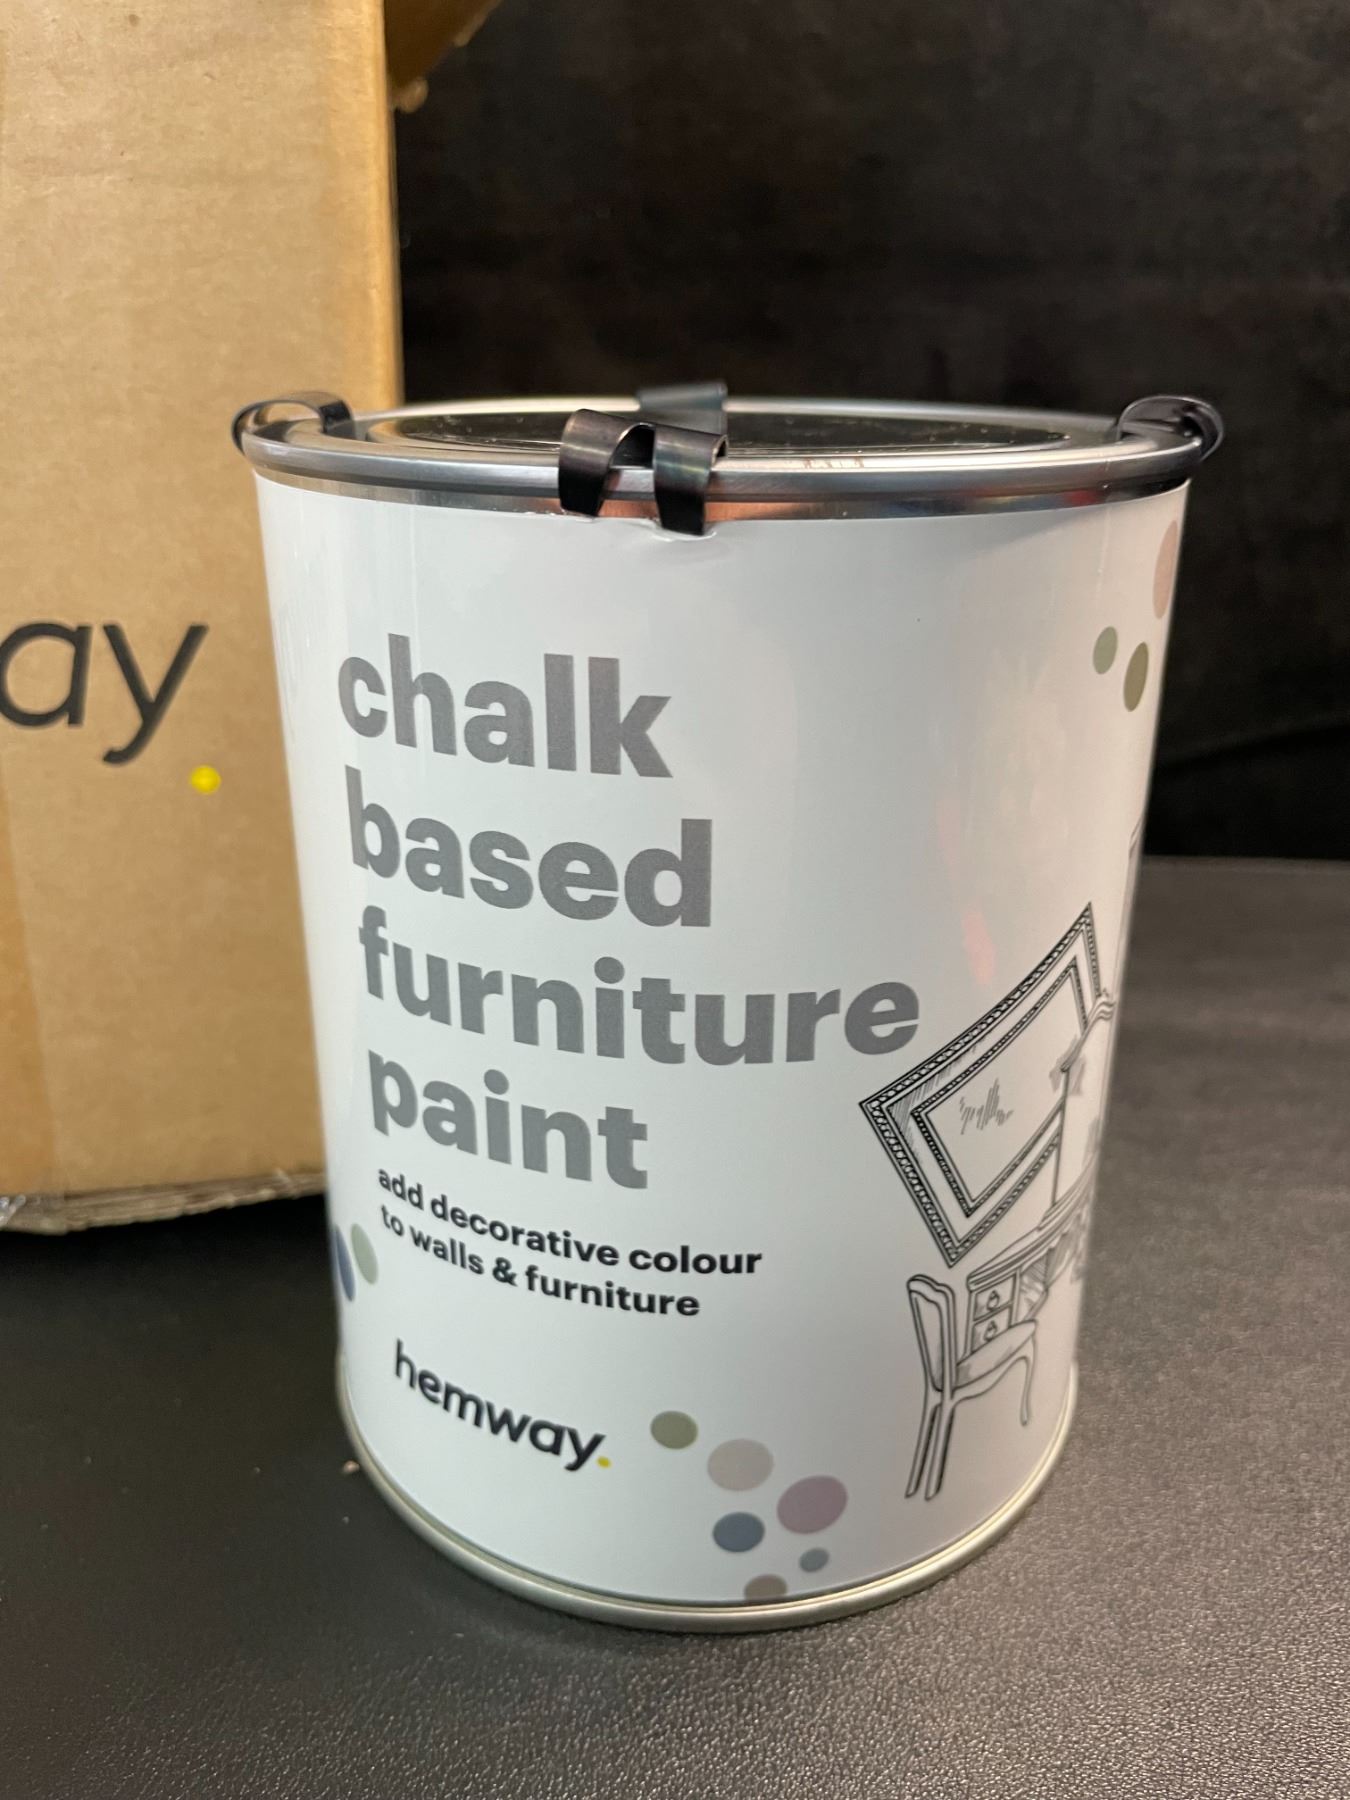 chalk
based
furniture
paint
add decorative colour
to walls & furniture
hemway.
ay.